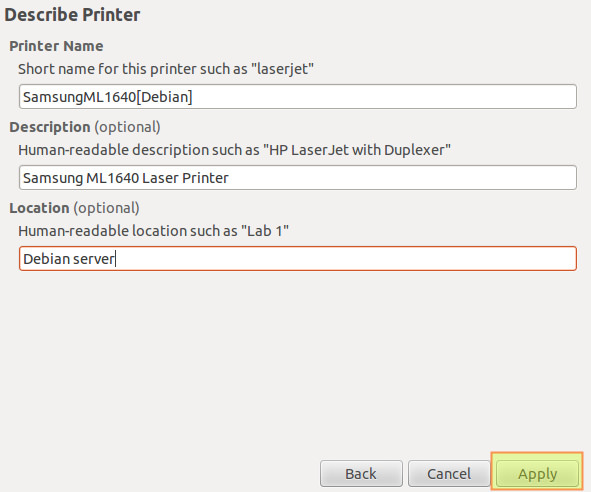 Describe Printer
Printer Name
Short name for this printer such as "laserjet"
SamsungML1640[Debian]
Description (optional)
Human-readable description such as "HP LaserJet with Duplexer"
Samsung ML1640 Laser Printer
Location (optional)
Human-readable location such as "Lab 1"
Debian server
Back Cancel Apply